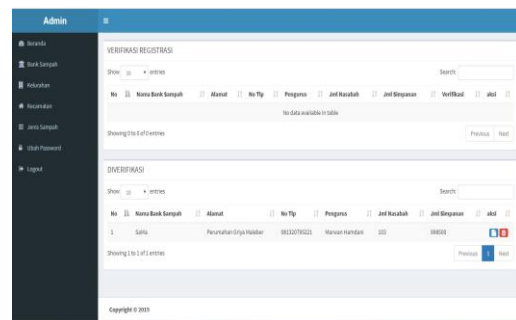 Admin
Beranda
Bank Sampah
Kelurahan
Kecamatan
Jenis Sampah
Ubah Password
Logout
VERIFIKASI REGISTRASI
Show 10 entries Search:
No Nama Bank Sampah Alamat No Tlp Pengurus Jml Nasabah Jml Simpanan Verifikasi aksi
No data available in table
Showing 0 to 0 of 0 entries Previous Next
DIVERIFIKASI
Show 10 entries Search:
No Nama Bank Sampah Alamat No Tlp Pengurus Jml Nasabah Jml Simpanan aksi
1 Perumahan Griya Marwan Hamdani
Showing 1 to 1 of 1 entries Previous 1 Next
Copyright © 2019